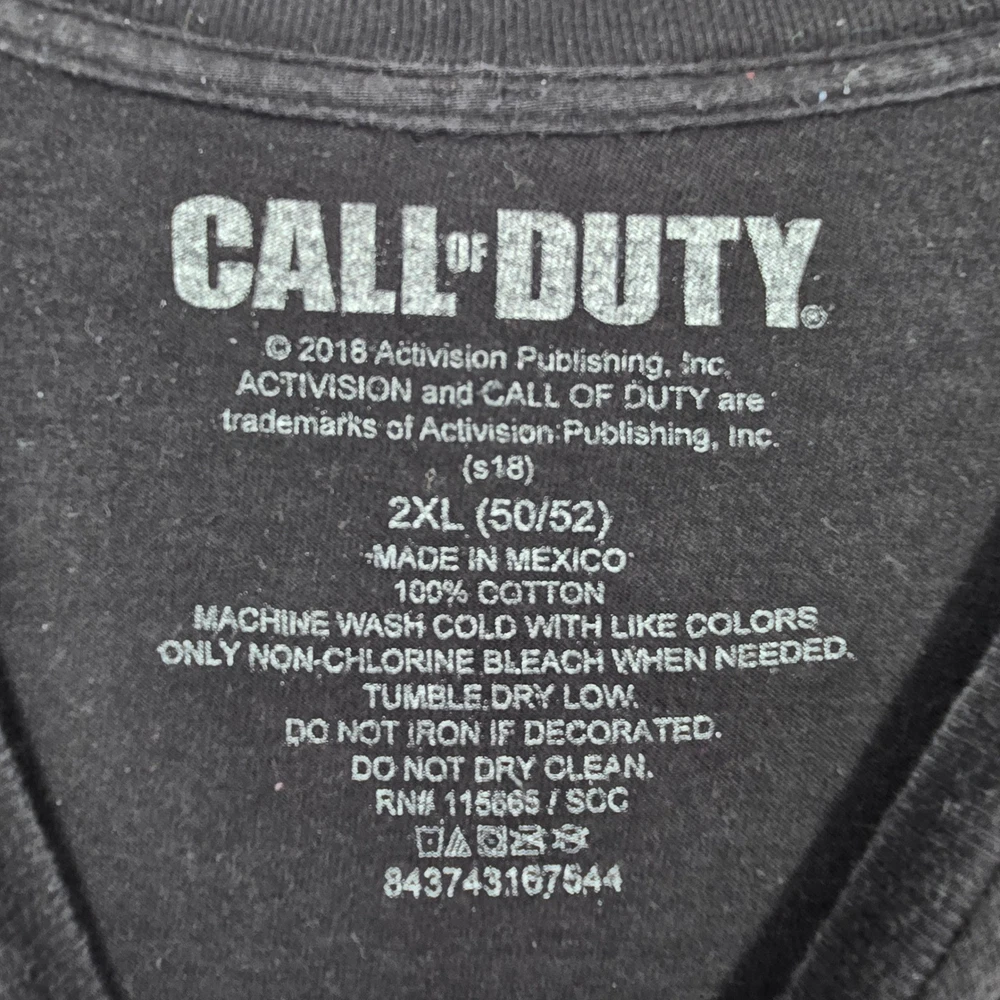 CALL OF DUTY®
© 2018 Activision Publishing, Inc.
ACTIVISION and CALL OF DUTY are
trademarks of Activision Publishing, Inc.
(s18)
2XL (50/52)
MADE IN MEXICO
100% COTTON
MACHINE WASH COLD WITH LIKE COLORS
ONLY NON-CHLORINE BLEACH WHEN NEEDED.
TUMBLE DRY LOW.
DO NOT IRON IF DECORATED.
DO NOT DRY CLEAN.
RN# 115665 / SOC
843743167544